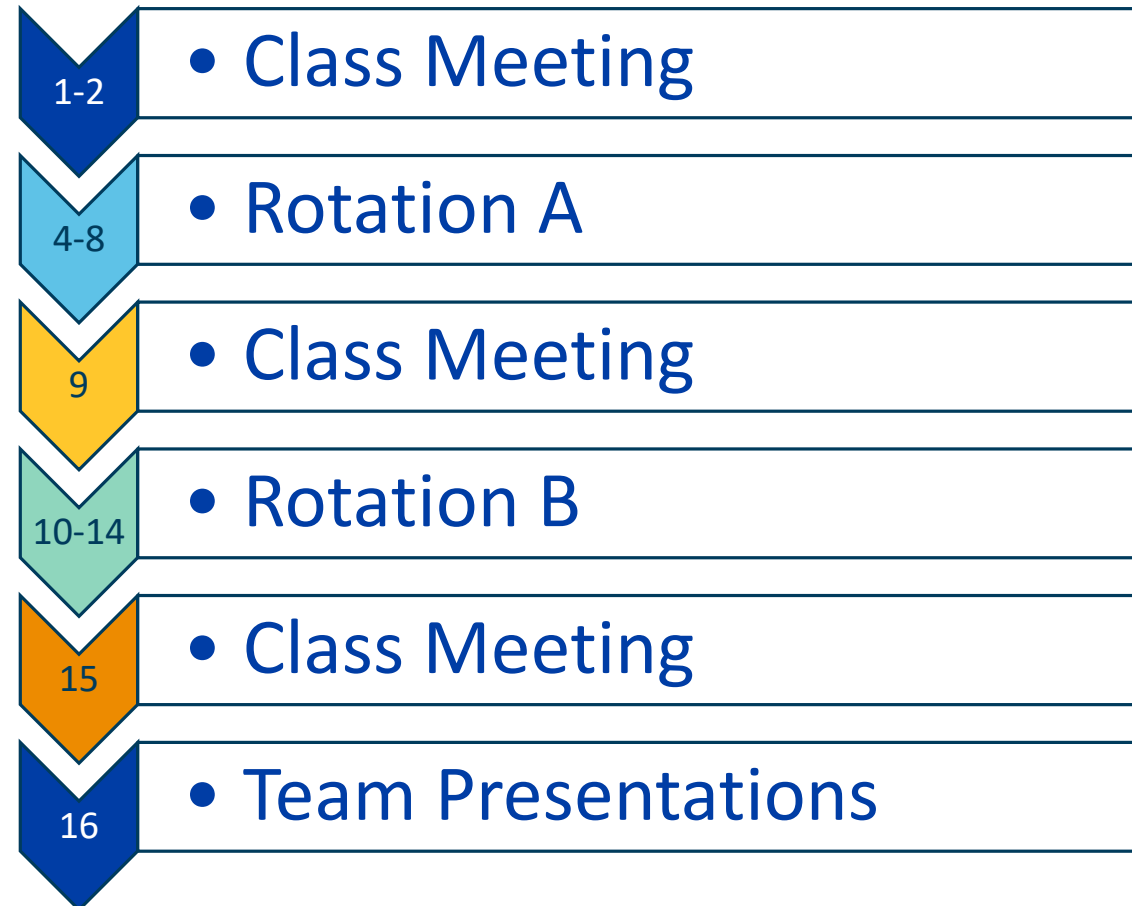 1-2
• Class Meeting
4-8
• Rotation A
9
• Class Meeting
10-14
• Rotation B
15
• Class Meeting
16
• Team Presentations